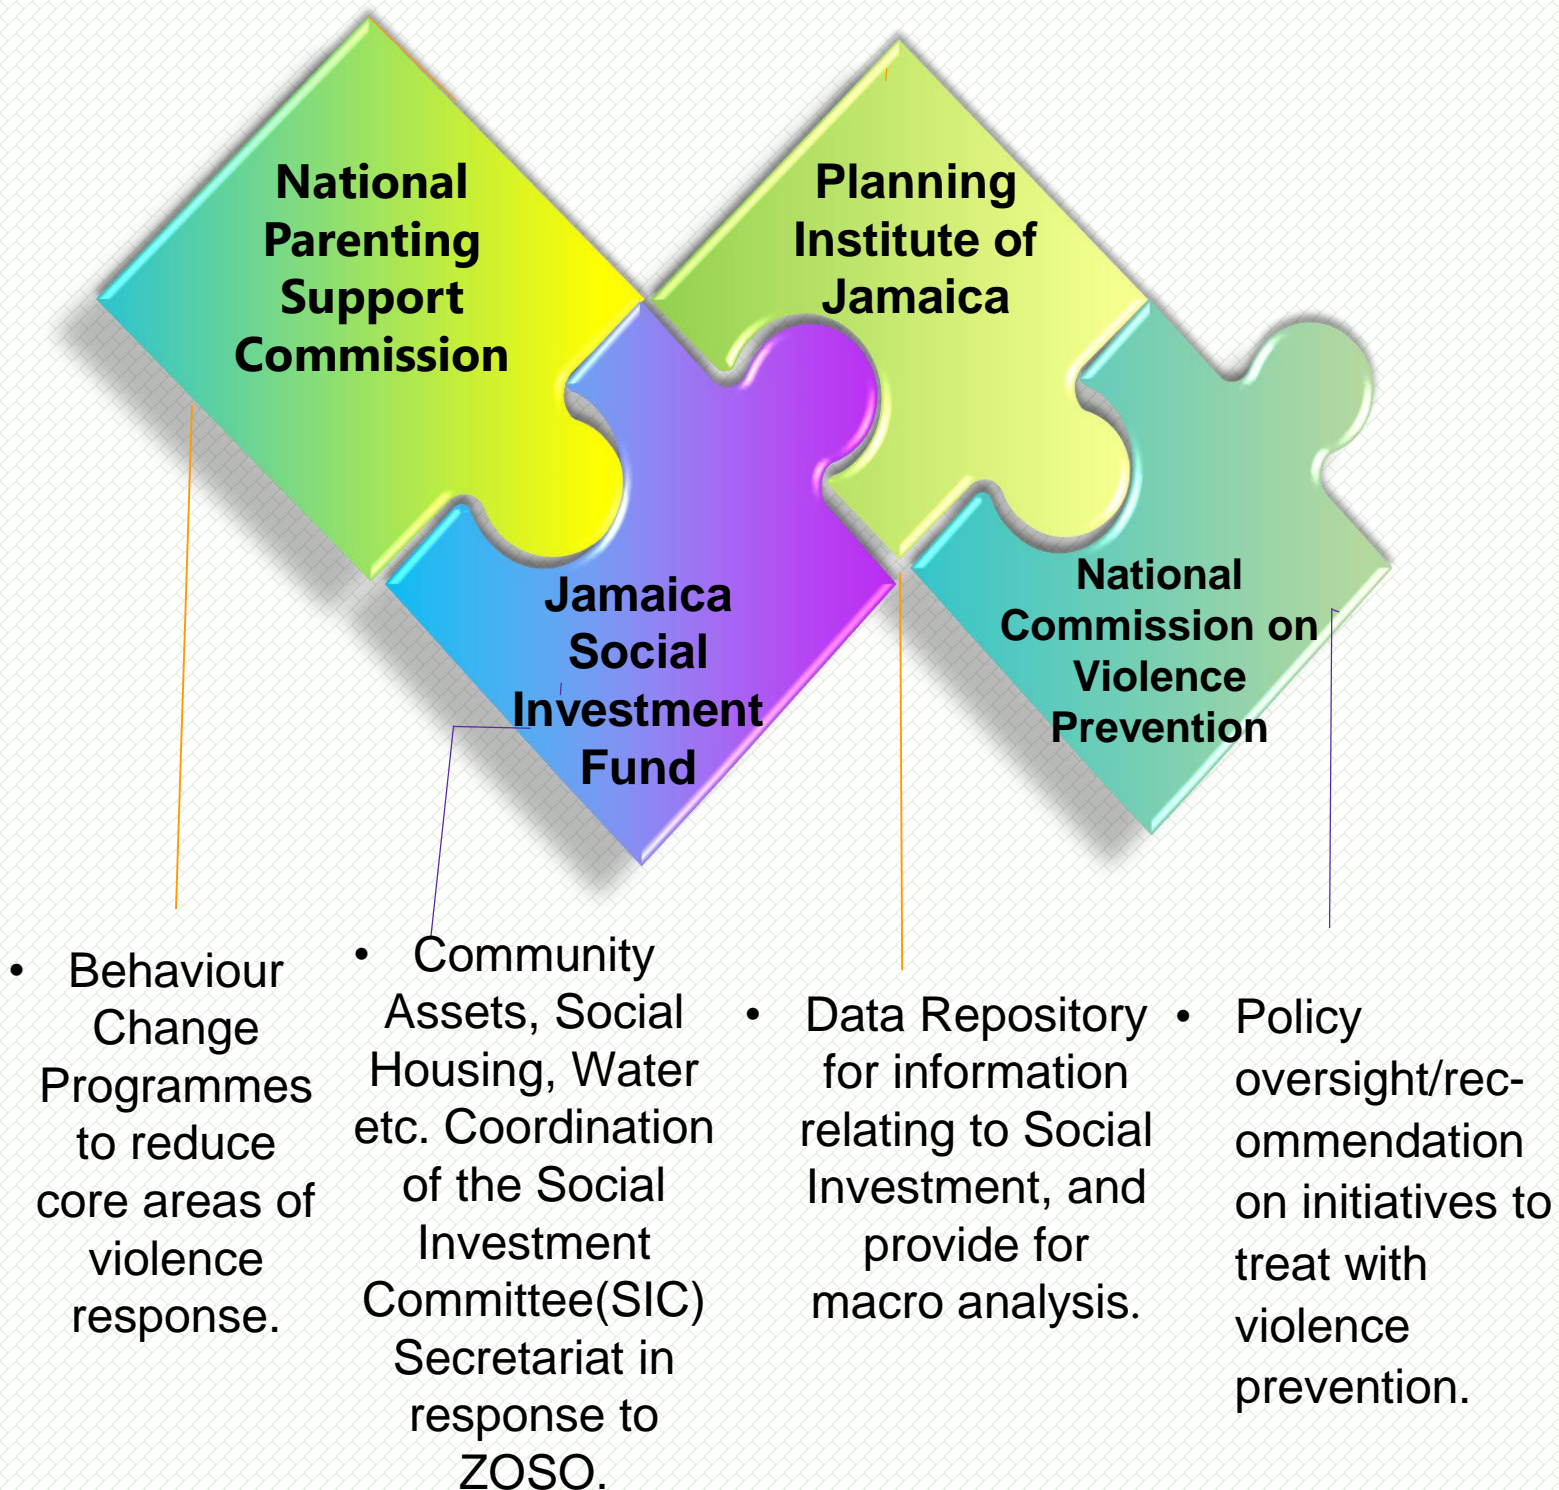 National
Parenting
Support
Commission
Planning
Institute of
Jamaica
Jamaica
Social
Investment
Fund
National
Commission on
Violence
Prevention
• Behaviour
Change
Programmes
to reduce
core areas of
violence
response.
• Community
Assets, Social
Housing, Water
etc. Coordination
of the Social
Investment
Committee(SIC)
Secretariat in
response to
ZOSO.
• Data Repository
for information
relating to Social
Investment, and
provide for
macro analysis.
• Policy
oversight/rec-
ommendation
on initiatives to
treat with
violence
prevention.